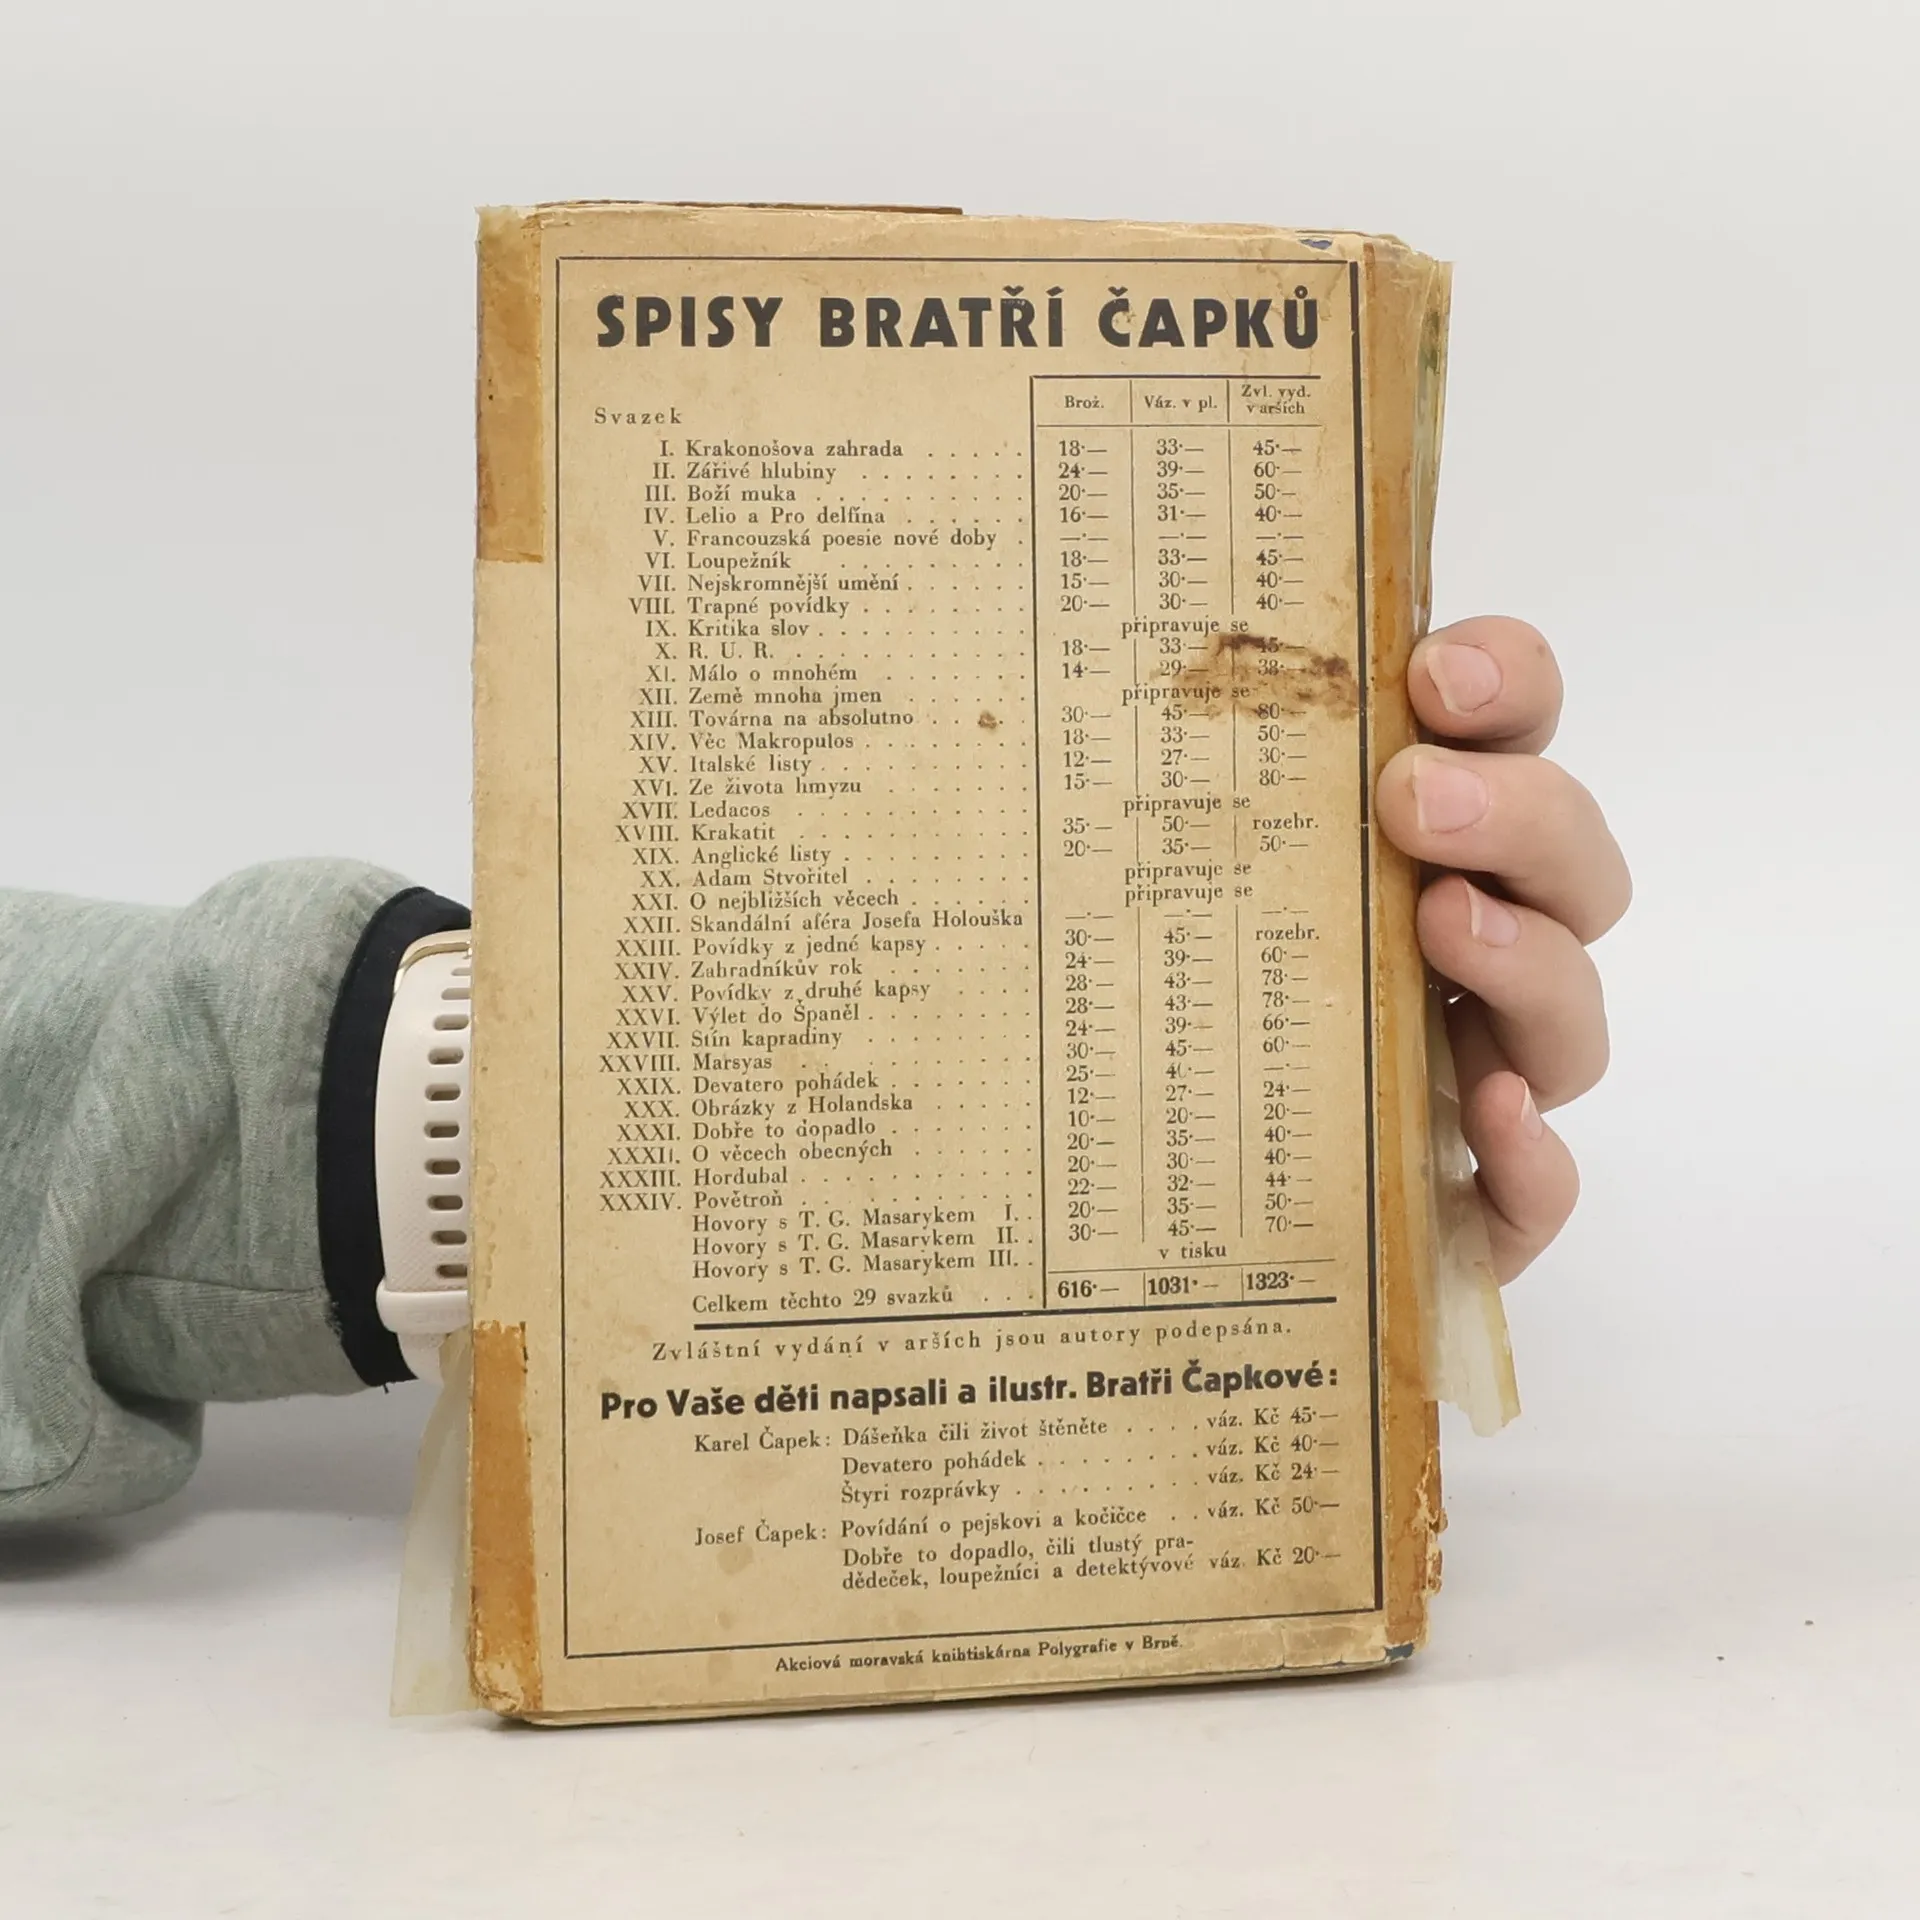 SPISY BRATŘÍ ČAPKŮ
Svazek Brož. Váz. v pl. Zvl. vyd. v arších
I. Krakonošova zahrada . . . . . 18·— 33·— 45·—
II. Zářivé hlubiny . . . . . . . . 24·— 39·— 60·—
III. Boží muka . . . . . . . . . . 20·— 35·— 50·—
IV. Lelio a Pro delfína . . . . . . 16·— 31·— 40·—
V. Francouzská poesie nové doby . —·— —·— —·—
VI. Loupežník . . . . . . . . . 18·— 33·— 45·—
VII. Nejskromnější umění . . . . . . 15·— 30·— 40·—
VIII. Trapné povídky . . . . . . . . 20·— 30·— 40·—
IX. Kritika slov . . . . . . . . . . připravuje se
X. R. U. R. . . . . . . . . . . . 18·— 33·— 45·—
XI. Málo o mnohém . . . . . . . 14·— 29·— 38·—
XII. Země mnoha jmen . . . . . . připravuje se
XIII. Továrna na absolutno . . . . . 30·— 45·— 80·—
XIV. Věc Makropulos . . . . . . . . 18·— 33·— 50·—
XV. Italské listy . . . . . . . . . . 12·— 27·— 30·—
XVI. Ze života hmyzu . . . . . . . 15·— 30·— 80·—
XVII. Ledacos . . . . . . . . . . . připravuje se
XVIII. Krakatit . . . . . . . . . . . 35·— 50·— rozebr.
XIX. Anglické listy . . . . . . . . . 20·— 35·— 50·—
XX. Adam Stvořitel . . . . . . . . připravuje se
XXI. O nejbližších věcech . . . . . . připravuje se
XXII. Skandální aféra Josefa Holouška —·— —·— —·—
XXIII. Povídky z jedné kapsy . . . . . 30·— 45·— rozebr.
XXIV. Zahradníkův rok . . . . . . . 24·— 39·— 60·—
XXV. Povídky z druhé kapsy . . . . 28·— 43·— 78·—
XXVI. Výlet do Španěl . . . . . . . . 28·— 43·— 78·—
XXVII. Stín kapradiny . . . . . . . . 24·— 39·— 66·—
XXVIII. Marsyas . . . . . . . . . . . 30·— 45·— 60·—
XXIX. Devatero pohádek . . . . . . . 25·— —·—
XXX. Obrázky z Holandska . . . . . 12·— 27·— 24·—
XXXI. Dobře to dopadlo . . . . . . . 10·— 20·— 20·—
XXXII. O věcech obecných . . . . . . 20·— 35·— 40·—
XXXIII. Hordubal . . . . . . . . . . . 20·— 30·— 40·—
XXXIV. Povětroň . . . . . . . . . . 22·— 32·— 44·—
Hovory s T. G. Masarykem I. . 20·— 35·— 50·—
Hovory s T. G. Masarykem II. . 30·— 45·— 70·—
Hovory s T. G. Masarykem III. . v tisku
Celkem těchto 29 svazků . . . 616·— 1031·— 1323·—
Zvláštní vydání v arších jsou autory podepsána.
Pro Vaše děti napsali a ilustr. Bratři Čapkové:
Karel Čapek: Dášeňka čili život štěněte . . . . váz. Kč 45·—
Devatero pohádek . . . . . . . . váz. Kč 40·—
Štyri rozprávky . . . . . . . . . váz. Kč 24·—
Josef Čapek: Povídání o pejskovi a kočičce . . váz. Kč 50·—
Dobře to dopadlo, čili tlustý pra-
dědeček, loupežníci a detektývové váz. Kč 20·—
Akciová moravská knihtiskárna Polygrafie v Brně.